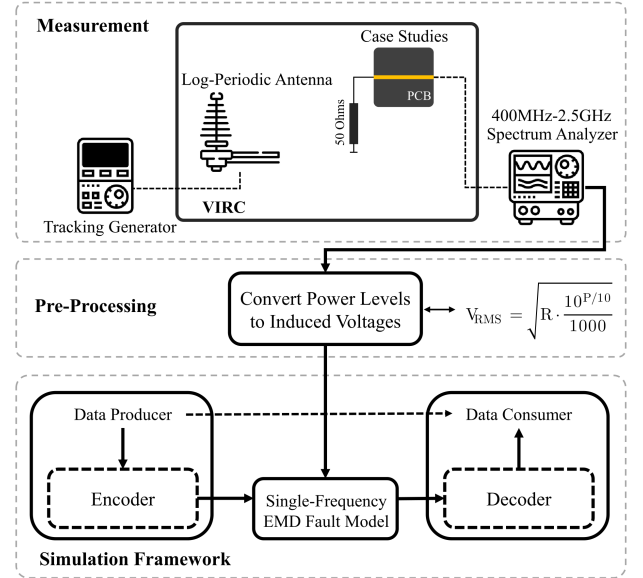 Measurement
Case Studies
Log-Periodic Antenna
PCB
50 Ohms
400MHz-2.5GHz
Spectrum Analyzer
VIRC
Tracking Generator
Pre-Processing
Convert Power Levels
to Induced Voltages
V_RMS = √(R · 10^(P/10) / 1000)
Data Producer
Data Consumer
Encoder
Single-Frequency
EMD Fault Model
Decoder
Simulation Framework